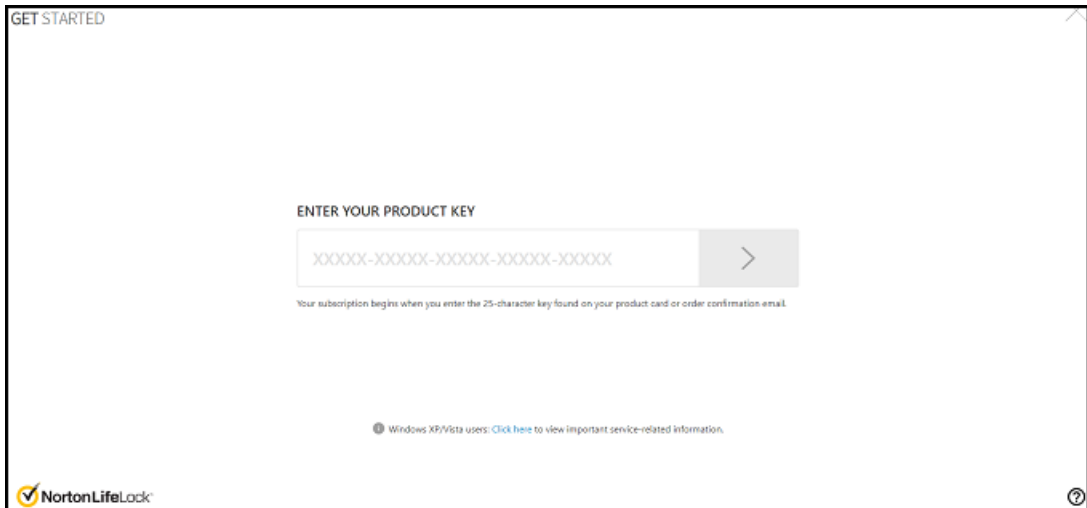 GET STARTED
ENTER YOUR PRODUCT KEY
XXXXX-XXXXX-XXXXX-XXXXX-XXXXX
Your subscription begins when you enter the 25-character key found on your product card or order confirmation email.
Windows XP/Vista users: Click here to view important service-related information.
NortonLifeLock